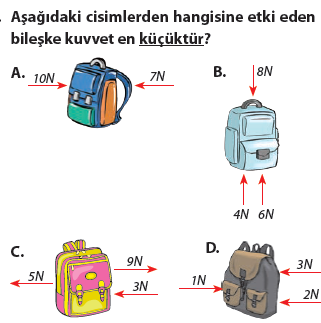 . Aşağıdaki cisimlerden hangisine etki eden
bileşke kuvvet en küçüktür?
A. 10N 7N
B. 8N
4N 6N
C. 5N 9N
3N
D. 1N 3N
2N